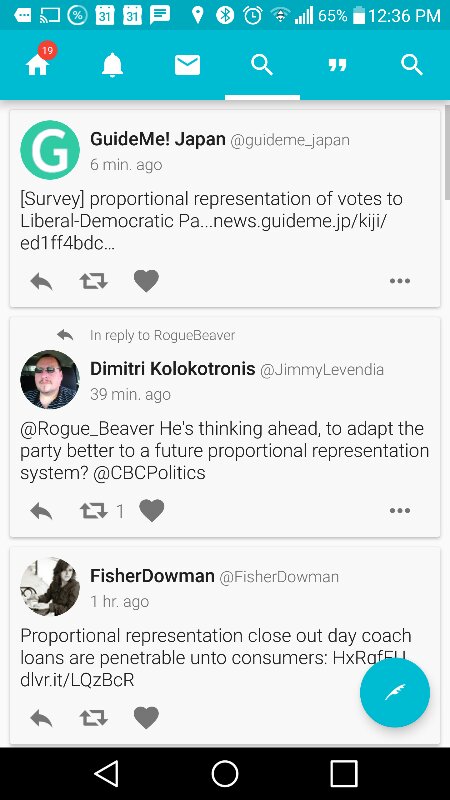 31 31 65% 12:36 PM
19
G GuideMe! Japan @guideme_japan
6 min. ago
[Survey] proportional representation of votes to
Liberal-Democratic Pa...news.guideme.jp/kiji/
ed1ff4bdc...
In reply to RogueBeaver
Dimitri Kolokotronis @JimmyLevendia
39 min. ago
@Rogue_Beaver He's thinking ahead, to adapt the
party better to a future proportional representation
system? @CBCPolitics
1
FisherDowman @FisherDowman
1 hr. ago
Proportional representation close out day coach
loans are penetrable unto consumers:
dlvr.it/LQzBcR